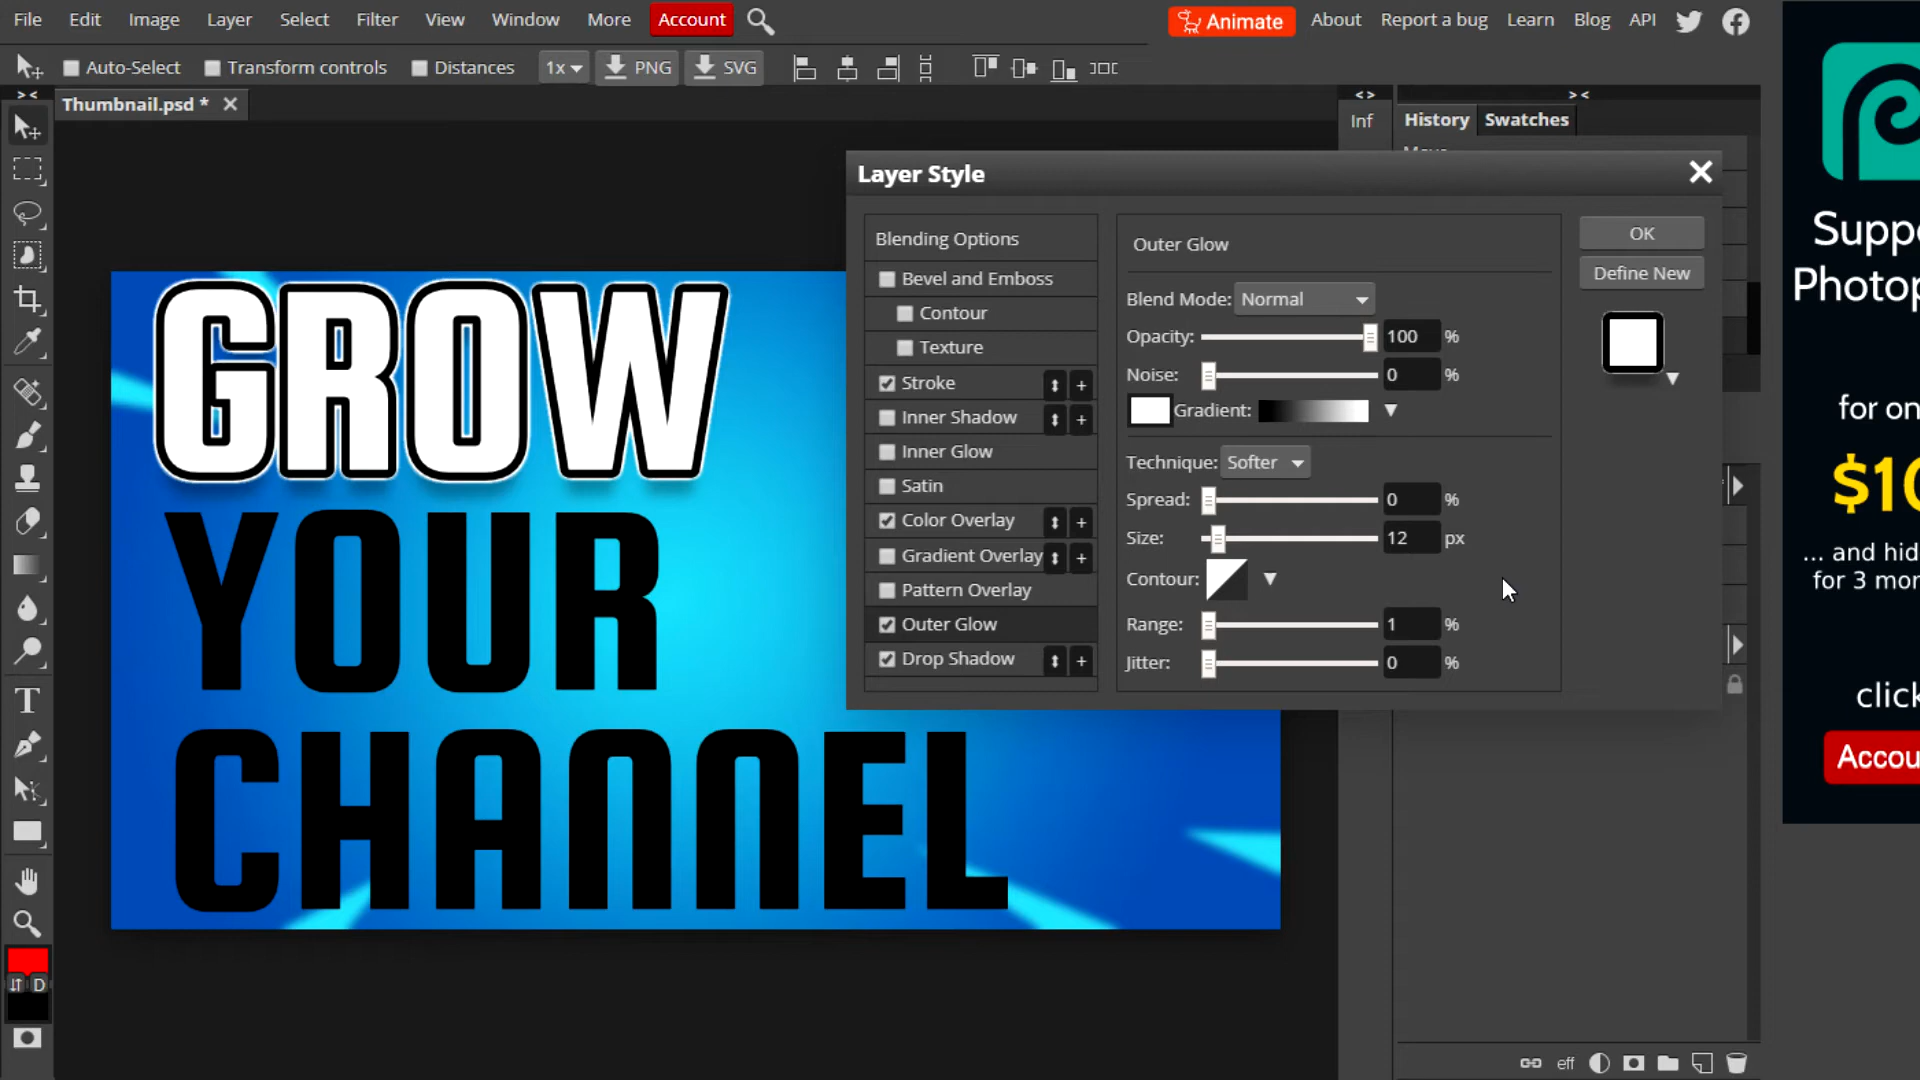 File Edit Image Layer Select Filter View Window More Account
Animate About Report a bug Learn Blog API
Auto-Select Transform controls Distances 1x PNG SVG
Thumbnail.psd *
Inf
History Swatches
Layer Style
Blending Options
Bevel and Emboss
Contour
Texture
Stroke +
Inner Shadow +
Inner Glow
Satin
Color Overlay +
Gradient Overlay +
Pattern Overlay
Outer Glow
Drop Shadow +
Outer Glow
Blend Mode: Normal
Opacity: 100 %
Noise: 0 %
Gradient:
Technique: Softer
Spread: 0 %
Size: 12 px
Contour:
Range: 1 %
Jitter: 0 %
OK
Define New
GROW
YOUR
CHANNEL
T
D
eff
Supp
Photop
for on
$10
... and hid
for 3 mor
click
Accou